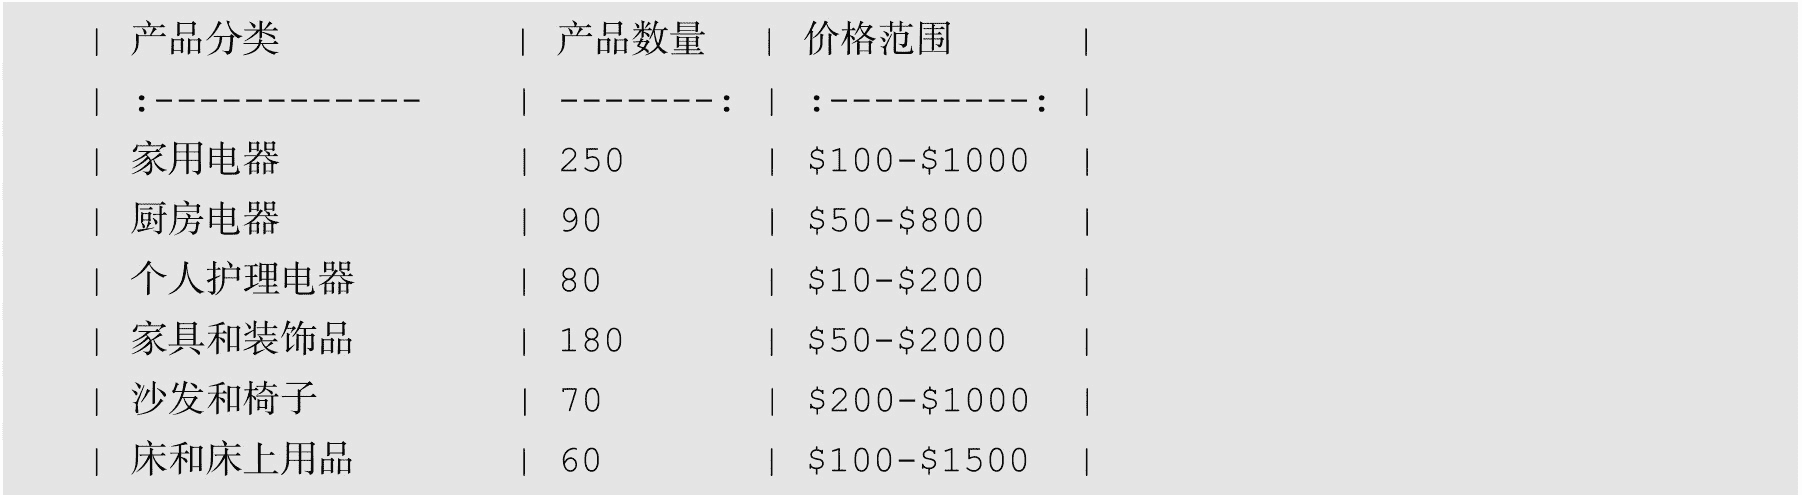 | 产品分类 | 产品数量 | 价格范围 |
| :------------ | -------: | :---------: |
| 家用电器 | 250 | $100-$1000 |
| 厨房电器 | 90 | $50-$800 |
| 个人护理电器 | 80 | $10-$200 |
| 家具和装饰品 | 180 | $50-$2000 |
| 沙发和椅子 | 70 | $200-$1000 |
| 床和床上用品 | 60 | $100-$1500 |